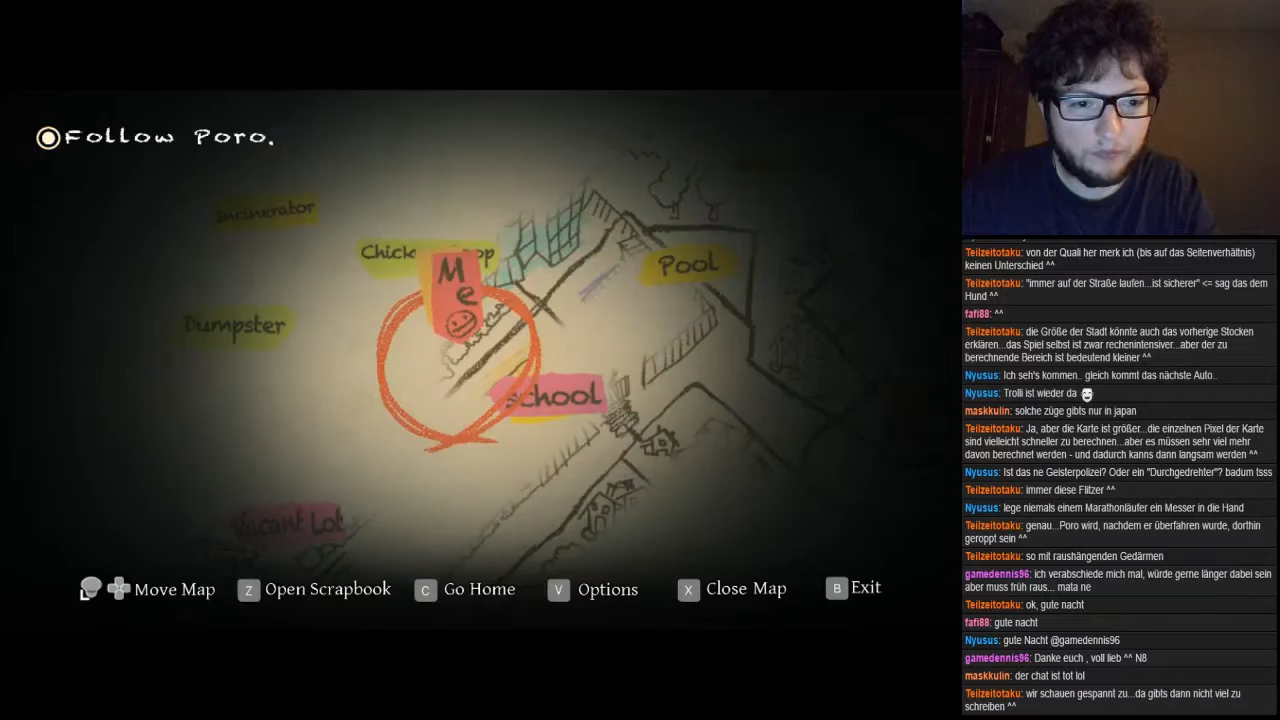 Follow Poro.
Incinerator
Me
Pool
Dumpster
School
Vacant Lot
Move Map
Z Open Scrapbook
C Go Home
V Options
X Close Map
B Exit
Teilzeitotaku: von der Quali her merk ich (bis auf das Seitenverhältnis)
keinen Unterschied ^^
Teilzeitotaku: "immer auf der Straße laufen...ist sicherer" <= sag das dem
Hund ^^
fafi88: ^^
Teilzeitotaku: die Größe der Stadt könnte auch das vorherige Stocken
erklären...das Spiel selbst ist zwar rechenintensiver...aber der zu
berechnende Bereich ist bedeutend kleiner ^^
Nyusus: Ich seh's kommen.. gleich kommt das nächste Auto..
Nyusus: Trolli ist wieder da
maskkulin: solche züge gibts nur in japan
Teilzeitotaku: Ja, aber die Karte ist größer...die einzelnen Pixel der Karte
sind vielleicht schneller zu berechnen...aber es müssen sehr viel mehr
davon berechnet werden - und dadurch kanns dann langsam werden ^^
Nyusus: Ist das ne Geisterpolizei? Oder ein "Durchgedrehter"? badum tsss
Teilzeitotaku: immer diese Flitzer ^^
Nyusus: lege niemals einem Marathonläufer ein Messer in die Hand
Teilzeitotaku: genau...Poro wird, nachdem er überfahren wurde, dorthin
geroppt sein ^^
Teilzeitotaku: so mit raushängenden Gedärmen
gamedennis96: ich verabschiede mich mal, würde gerne länger dabei sein
aber muss früh raus... mata ne
Teilzeitotaku: ok, gute nacht
fafi88: gute nacht
Nyusus: gute Nacht @gamedennis96
gamedennis96: Danke euch , voll lieb ^^ N8
maskkulin: der chat ist tot lol
Teilzeitotaku: wir schauen gespannt zu...da gibts dann nicht viel zu
schreiben ^^